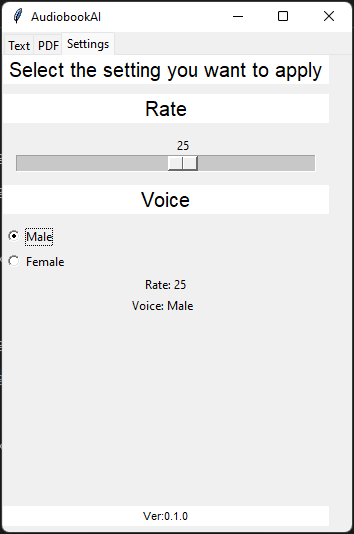 AudiobookAI
Text PDF Settings
Select the setting you want to apply
Rate
25
Voice
Male
Female
Rate: 25
Voice: Male
Ver:0.1.0